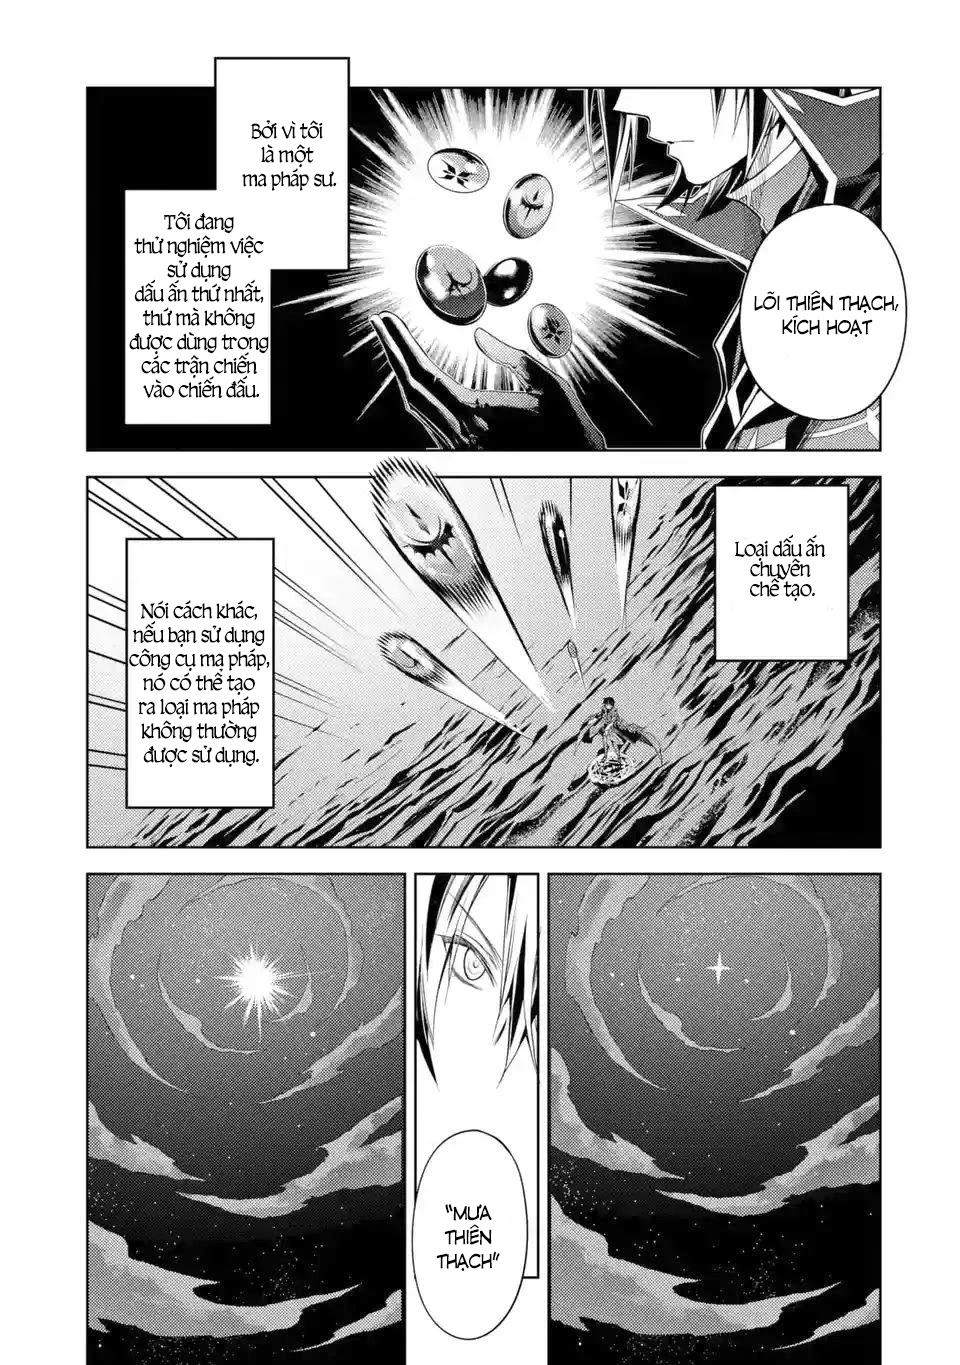 LÕI THIÊN THẠCH,
KÍCH HOẠT
Bởi vì tôi
là một
ma pháp sư.
Tôi đang
thử nghiệm việc
sử dụng
dấu ấn thứ nhất,
thứ mà không
được dùng trong
các trận chiến
vào chiến đấu.
Loại dấu ấn
chuyên
chế tạo.
Nói cách khác,
nếu bạn sử dụng
công cụ ma pháp,
nó có thể tạo
ra loại ma pháp
không thường
được sử dụng.
"MƯA
THIÊN
THẠCH"